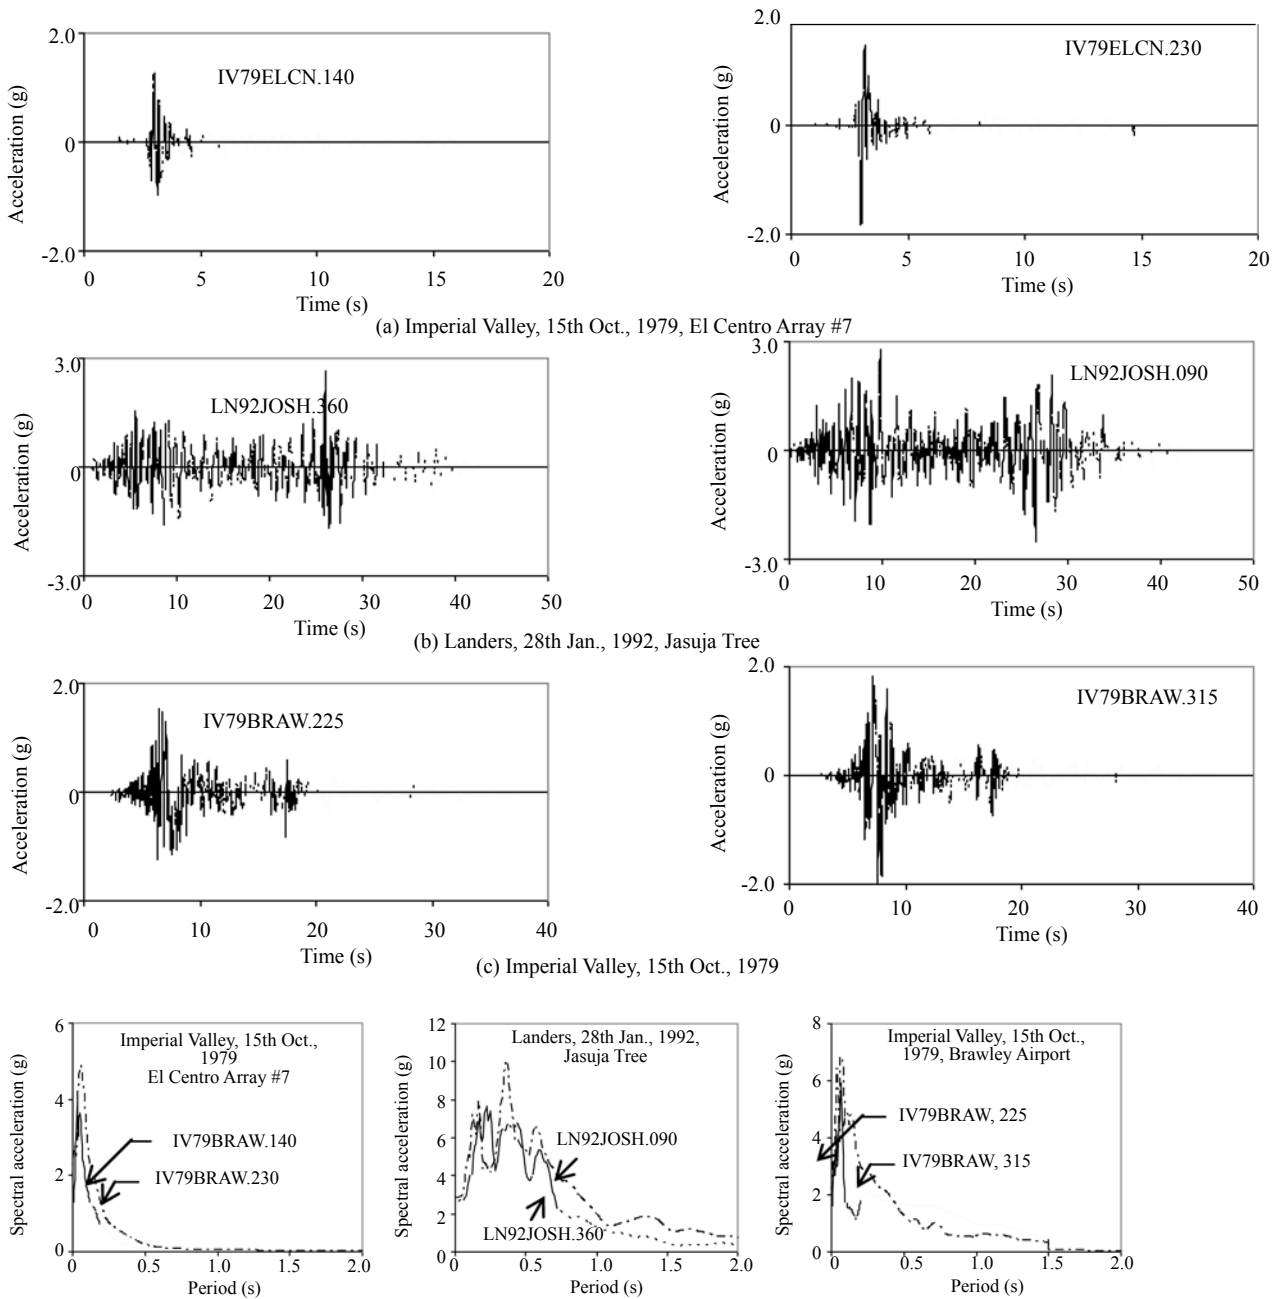 2.0
IV79ELCN.140
Acceleration (g)
0
-2.0
0 5 10 15 20
Time (s)
2.0
IV79ELCN.230
Acceleration (g)
0
-2.0
0 5 10 15 20
Time (s)
(a) Imperial Valley, 15th Oct., 1979, El Centro Array #7
3.0
LN92JOSH.360
Acceleration (g)
0
-3.0
0 10 20 30 40 50
Time (s)
3.0
LN92JOSH.090
Acceleration (g)
0
-3.0
0 10 20 30 40 50
Time (s)
(b) Landers, 28th Jan., 1992, Jasuja Tree
2.0
IV79BRAW.225
Acceleration (g)
0
-2.0
0 10 20 30 40
Time (s)
2.0
IV79BRAW.315
Acceleration (g)
0
-2.0
0 10 20 30 40
Time (s)
(c) Imperial Valley, 15th Oct., 1979
6
4
2
0
Spectral acceleration (g)
Imperial Valley, 15th Oct.,
1979
El Centro Array #7
IV79BRAW.140
IV79BRAW.230
0 0.5 1.0 1.5 2.0
Period (s)
12
10
8
6
4
2
0
Spectral acceleration (g)
Landers, 28th Jan., 1992,
Jasuja Tree
LN92JOSH.090
LN92JOSH.360
0 0.5 1.0 1.5 2.0
Period (s)
8
6
4
2
0
Spectral acceleration (g)
Imperial Valley, 15th Oct.,
1979, Brawley Airport
IV79BRAW, 225
IV79BRAW, 315
0 0.5 1.0 1.5 2.0
Period (s)